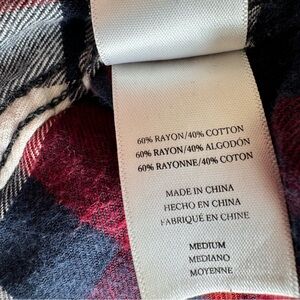 60% RAYON/40% COTTON
60% RAYON/40% ALGODÓN
60% RAYONNE/40% COTON
MADE IN CHINA
HECHO EN CHINA
FABRIQUÉ EN CHINE
MEDIUM
MEDIANO
MOYENNE